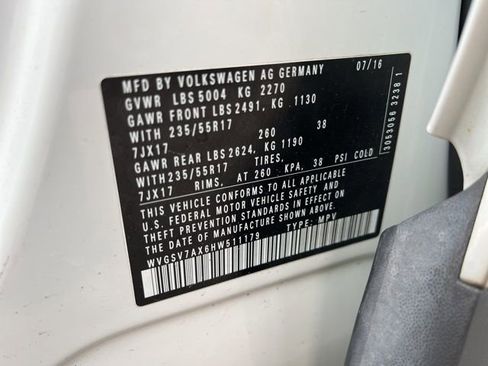 MFD BY VOLKSWAGEN AG GERMANY 07/16
GVWR LBS 5004 KG 2270
GAWR FRONT LBS 2491, KG 1130
WITH 235/55R17
7JX17 260 38
GAWR REAR LBS 2624, KG 1190
WITH 235/55R17 TIRES,
7JX17 RIMS, AT 260 KPA, 38 PSI COLD
THIS VEHICLE CONFORMS TO ALL APPLICABLE
U.S. FEDERAL MOTOR VEHICLE SAFETY AND
THEFT PREVENTION STANDARDS IN EFFECT
ON THE DATE OF MANUFACTURE SHOWN ABOVE.
WVGSV7AX6HW511179 TYPE: MPV
3053056 3238 1